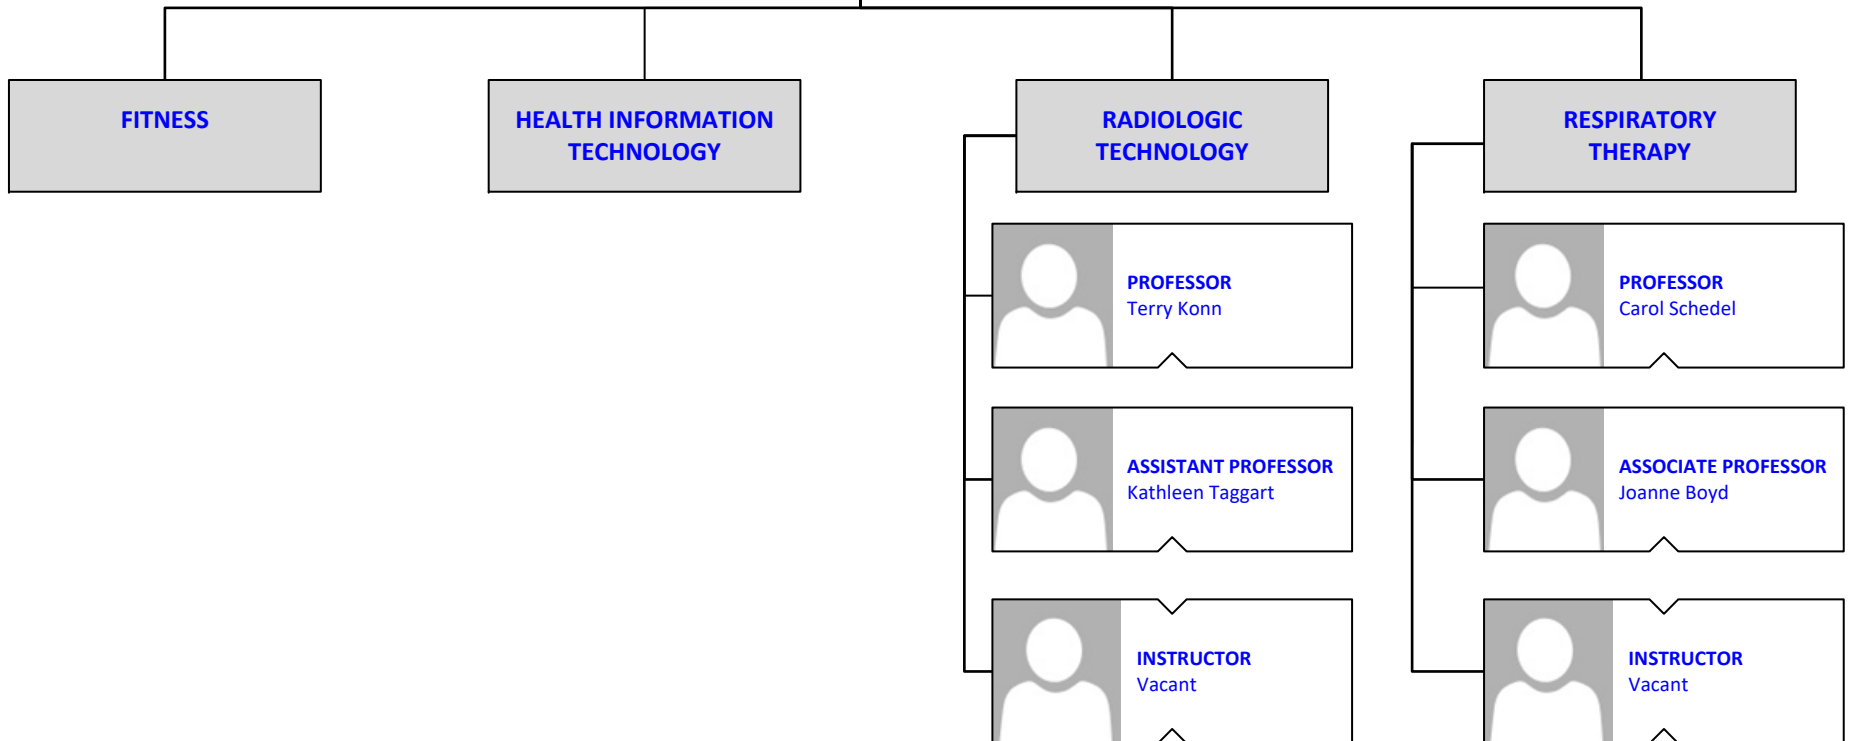 FITNESS
HEALTH INFORMATION
TECHNOLOGY
RADIOLOGIC
TECHNOLOGY
RESPIRATORY
THERAPY
PROFESSOR
Terry Konn
PROFESSOR
Carol Schedel
ASSISTANT PROFESSOR
Kathleen Taggart
ASSOCIATE PROFESSOR
Joanne Boyd
INSTRUCTOR
Vacant
INSTRUCTOR
Vacant